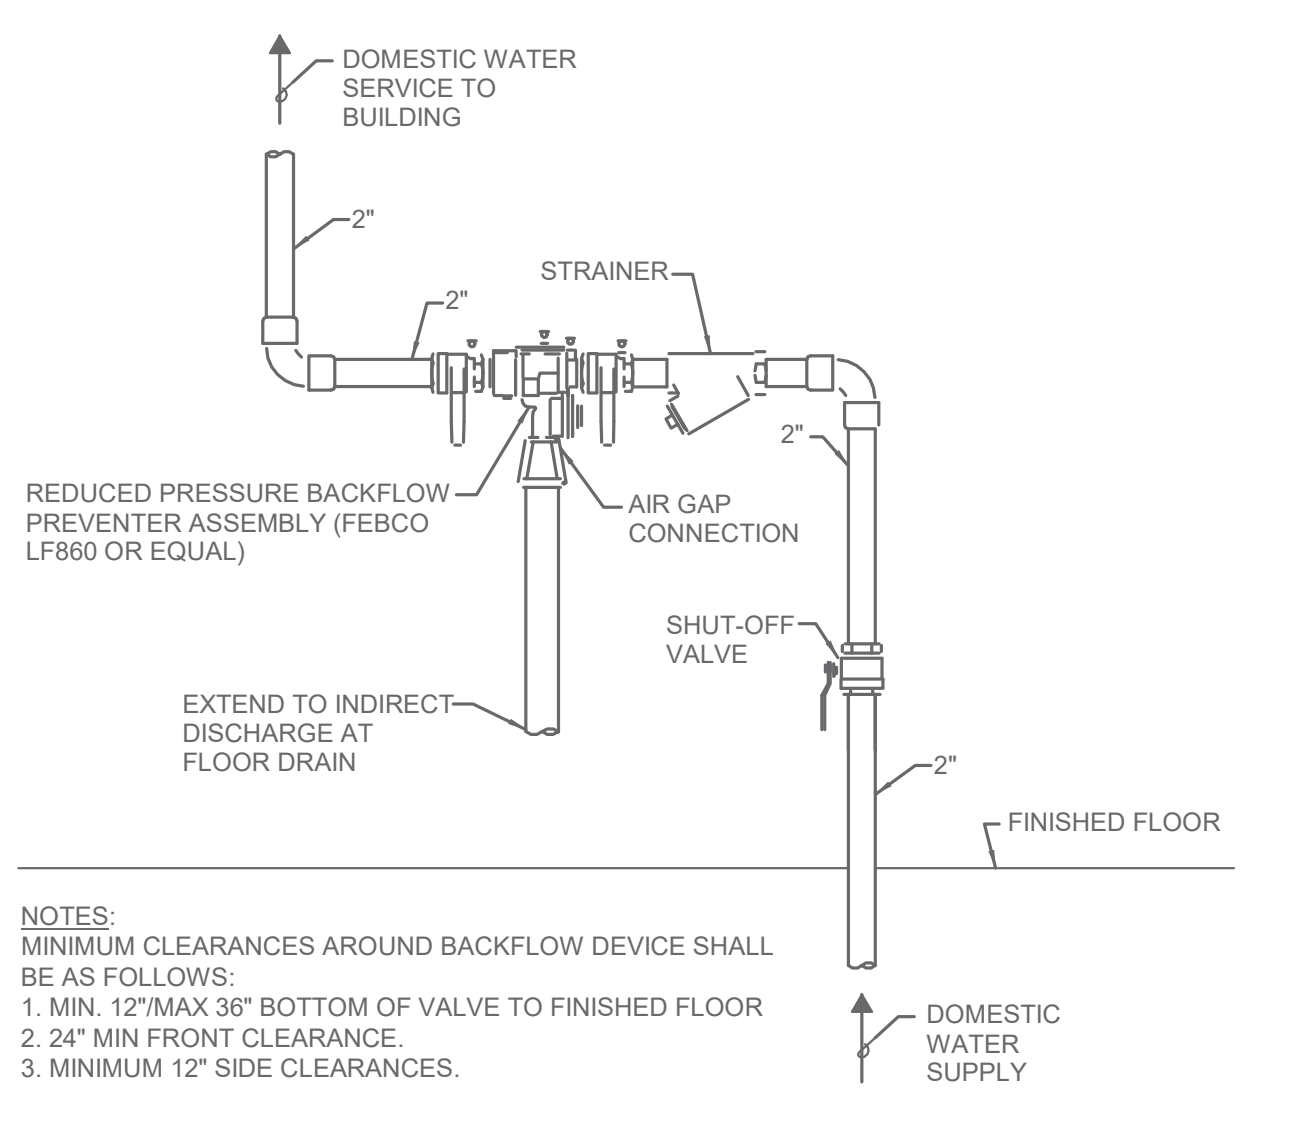 DOMESTIC WATER
SERVICE TO
BUILDING
2"
STRAINER
2"
2"
REDUCED PRESSURE BACKFLOW
PREVENTER ASSEMBLY (FEBCO
LF860 OR EQUAL)
AIR GAP
CONNECTION
SHUT-OFF
VALVE
EXTEND TO INDIRECT
DISCHARGE AT
FLOOR DRAIN
2"
FINISHED FLOOR
NOTES:
MINIMUM CLEARANCES AROUND BACKFLOW DEVICE SHALL
BE AS FOLLOWS:
1. MIN. 12"/MAX 36" BOTTOM OF VALVE TO FINISHED FLOOR
2. 24" MIN FRONT CLEARANCE.
3. MINIMUM 12" SIDE CLEARANCES.
DOMESTIC
WATER
SUPPLY